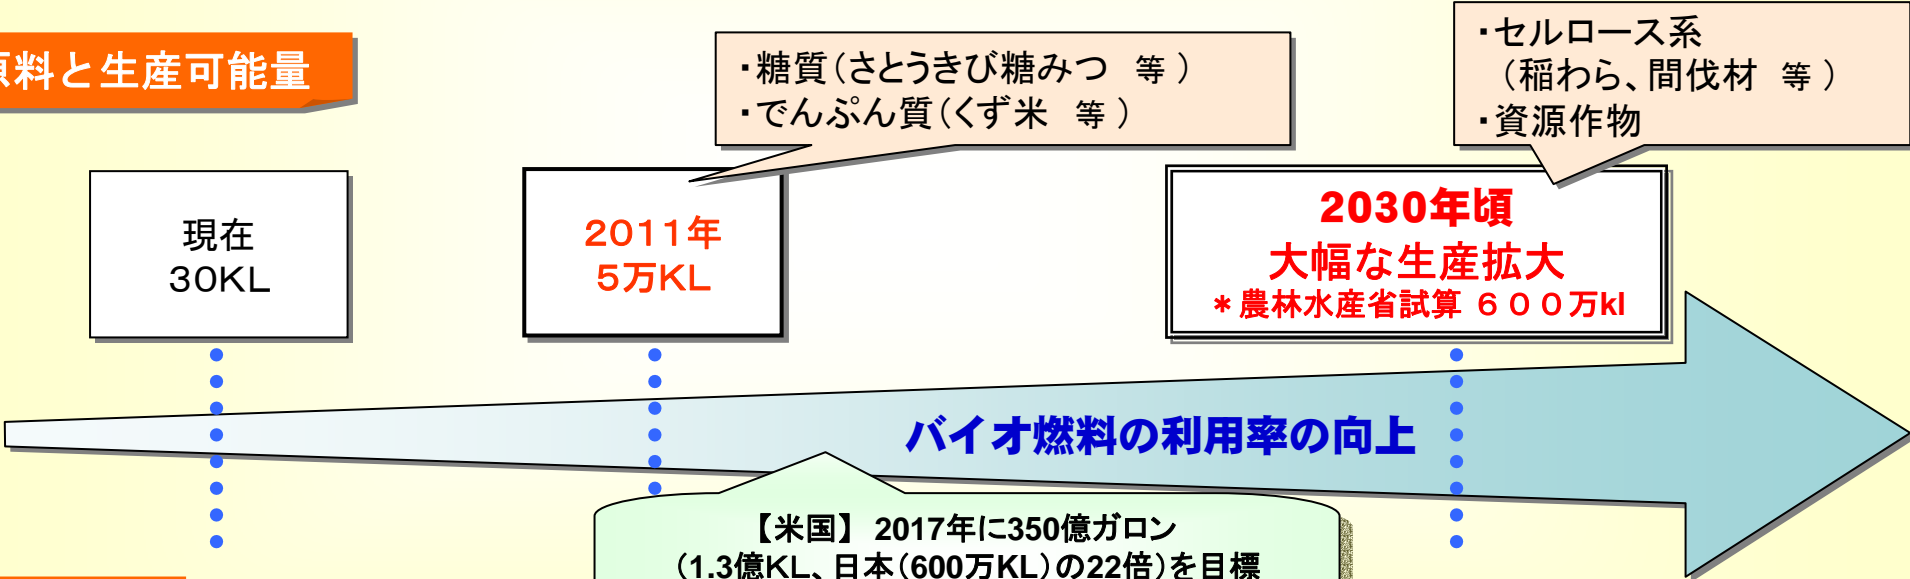 原料と生産可能量
・糖質（さとうきび糖みつ　等）
・でんぷん質（くず米　等）
・セルロース系
（稲わら、間伐材　等）
・資源作物
現在
30KL
2011年
5万KL
2030年頃
大幅な生産拡大
＊農林水産省試算 ６００万kl
バイオ燃料の利用率の向上
【米国】 2017年に350億ガロン
（1.3億KL、日本（600万KL）の22倍）を目標